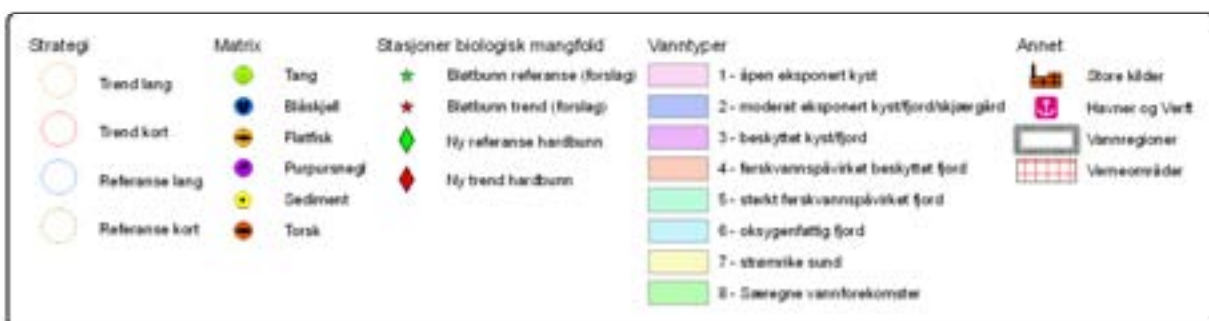 Strategi
Trend lang
Trend kort
Referanse lang
Referanse kort
Matrix
Tang
Blåskjell
Flatfisk
Purpursnegl
Sediment
Torsk
Stasjoner biologisk mangfold
Bløtbunn referanse (forslag)
Bløtbunn trend (forslag)
Ny referanse hardbunn
Ny trend hardbunn
Vanntyper
1 - åpen eksponert kyst
2 - moderat eksponert kyst/fjord/skjærgård
3 - beskyttet kyst/fjord
4 - ferskvannspåvirket beskyttet fjord
5 - sterkt ferskvannspåvirket fjord
6 - oksygenfattig fjord
7 - strømrike sund
8 - Særegne vannforekomster
Annet
Store kilder
Havner og Verft
Vannregioner
Verneområder